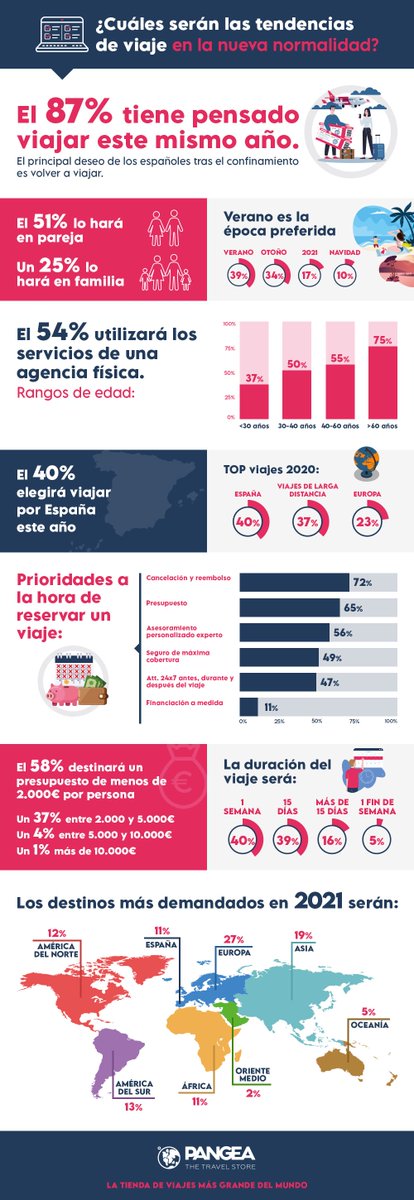 ¿Cuáles serán las tendencias
de viaje en la nueva normalidad?
El 87% tiene pensado
viajar este mismo año.
El principal deseo de los españoles tras el confinamiento
es volver a viajar.
El 51% lo hará
en pareja
Un 25% lo
hará en familia
Verano es la
época preferida
VERANO OTOÑO 2021 NAVIDAD
39% 34% 17% 10%
El 54% utilizará los
servicios de una
agencia física.
Rangos de edad:
100%
75%
50%
25%
0%
37% 50% 55% 75%
<30 años 30-40 años 40-60 años >60 años
El 40%
elegirá viajar
por España
este año
TOP viajes 2020:
ESPAÑA VIAJES DE LARGA DISTANCIA EUROPA
40% 37% 23%
Prioridades a
la hora de
reservar un
viaje:
Cancelación y reembolso 72%
Presupuesto 65%
Asesoramiento
personalizado experto 56%
Seguro de máxima
cobertura 49%
Att. 24x7 antes, durante y
después del viaje 47%
Financiación a medida 11%
0% 25% 50% 75% 100%
El 58% destinará un
presupuesto de menos de
2.000€ por persona
Un 37% entre 2.000 y 5.000€
Un 4% entre 5.000 y 10.000€
Un 1% más de 10.000€
€
La duración del
viaje será:
1 SEMANA 15 DÍAS MÁS DE 15 DÍAS 1 FIN DE SEMANA
40% 39% 16% 5%
Los destinos más demandados en 2021 serán:
12%
AMÉRICA
DEL NORTE
11%
ESPAÑA
27%
EUROPA
19%
ASIA
5%
OCEANÍA
AMÉRICA
DEL SUR
13%
ÁFRICA
11%
ORIENTE
MEDIO
2%
PANGEA
THE TRAVEL STORE
LA TIENDA DE VIAJES MÁS GRANDE DEL MUNDO